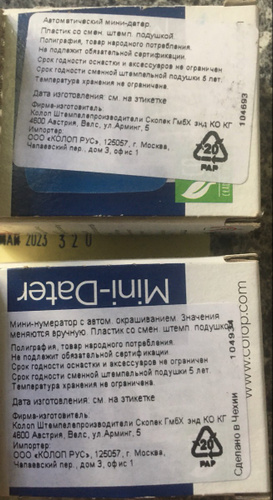 Автоматический мини-датер.
Пластик со смен. штемп. подушкой
Полиграфия, товар народного потребления.
Не подлежит обязательной сертификации.
Срок годности оснастки и аксессуаров не ограничен
Срок годности сменной штемпельной подушки 5 лет.
Температура хранения не ограничена.
Дата изготовления: см. на этикетке
Фирма-изготовитель:
Колоп Штемпелепроизводители Скопек ГмбХ энд КО КГ
4600 Австрия, Велс, ул.Арминг, 5
Импортер:
ООО «КОЛОП РУС», 125057, г. Москва,
Чапаевский пер., дом 3, офис 1
20
PAP
104693
MAR 2023 320
Mini-Dater
Мини-нумератор с автом. окрашиванием. Значения
меняются вручную. Пластик со смен. штемп. подушкой
Полиграфия, товар народного потребления.
Не подлежит обязательной сертификации.
Срок годности оснастки и аксессуаров не ограничен
Срок годности сменной штемпельной подушки 5 лет.
Температура хранения не ограничена.
Дата изготовления: см. на этикетке
Фирма-изготовитель:
Колоп Штемпелепроизводители Скопек ГмбХ энд КО КГ
4600 Австрия, Велс, ул.Арминг, 5
Импортер:
ООО «КОЛОП РУС», 125057, г. Москва,
Чапаевский пер., дом 3, офис 1
20
PAP
104934
www.colop.com
Сделано в Чехии